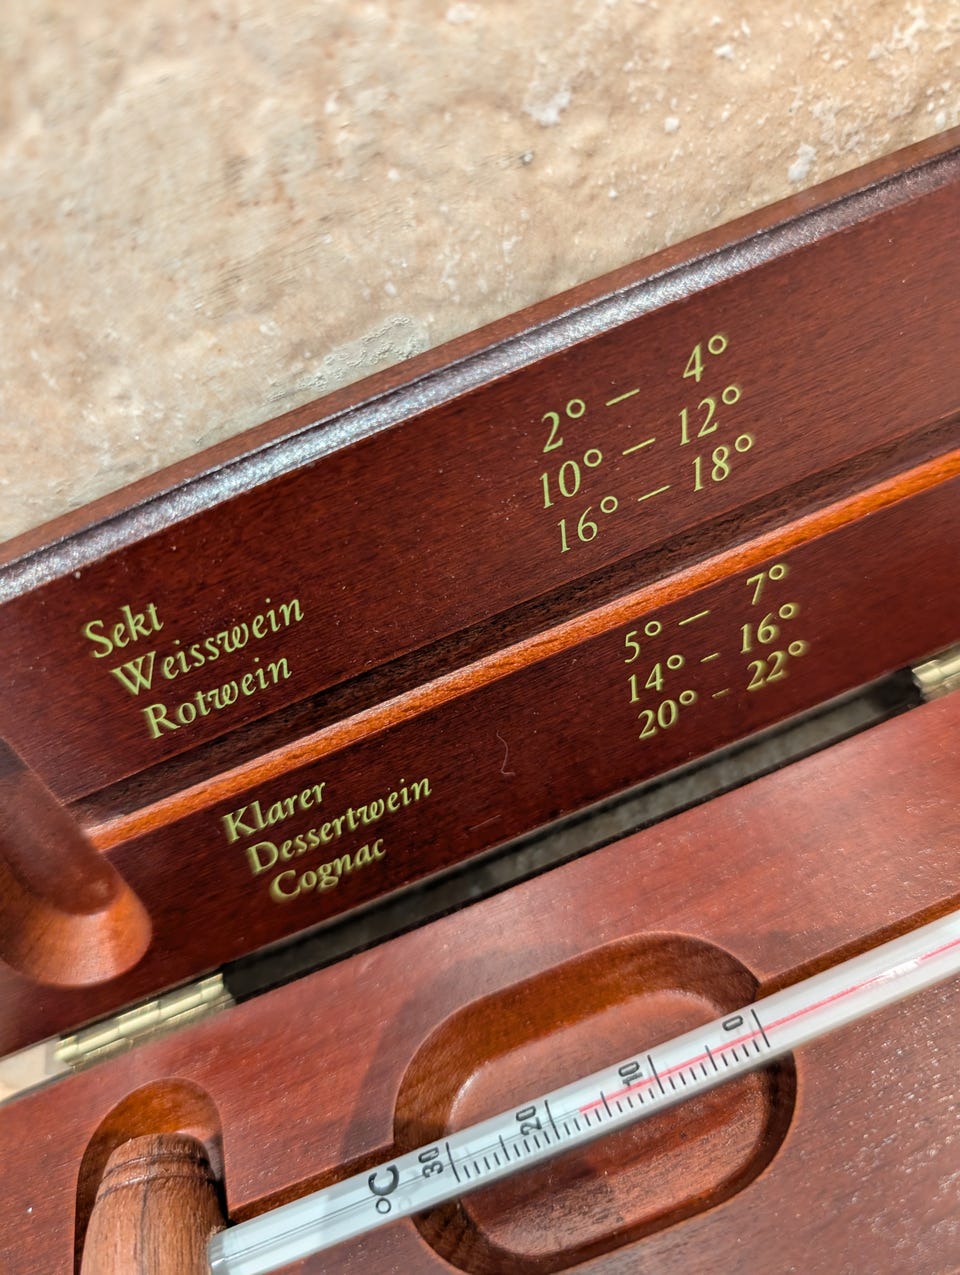 Sekt 2° – 4°
Weisswein 10° – 12°
Rotwein 16° – 18°
Klarer 5° – 7°
Dessertwein 14° – 16°
Cognac 20° – 22°
°C 30 20 10 0